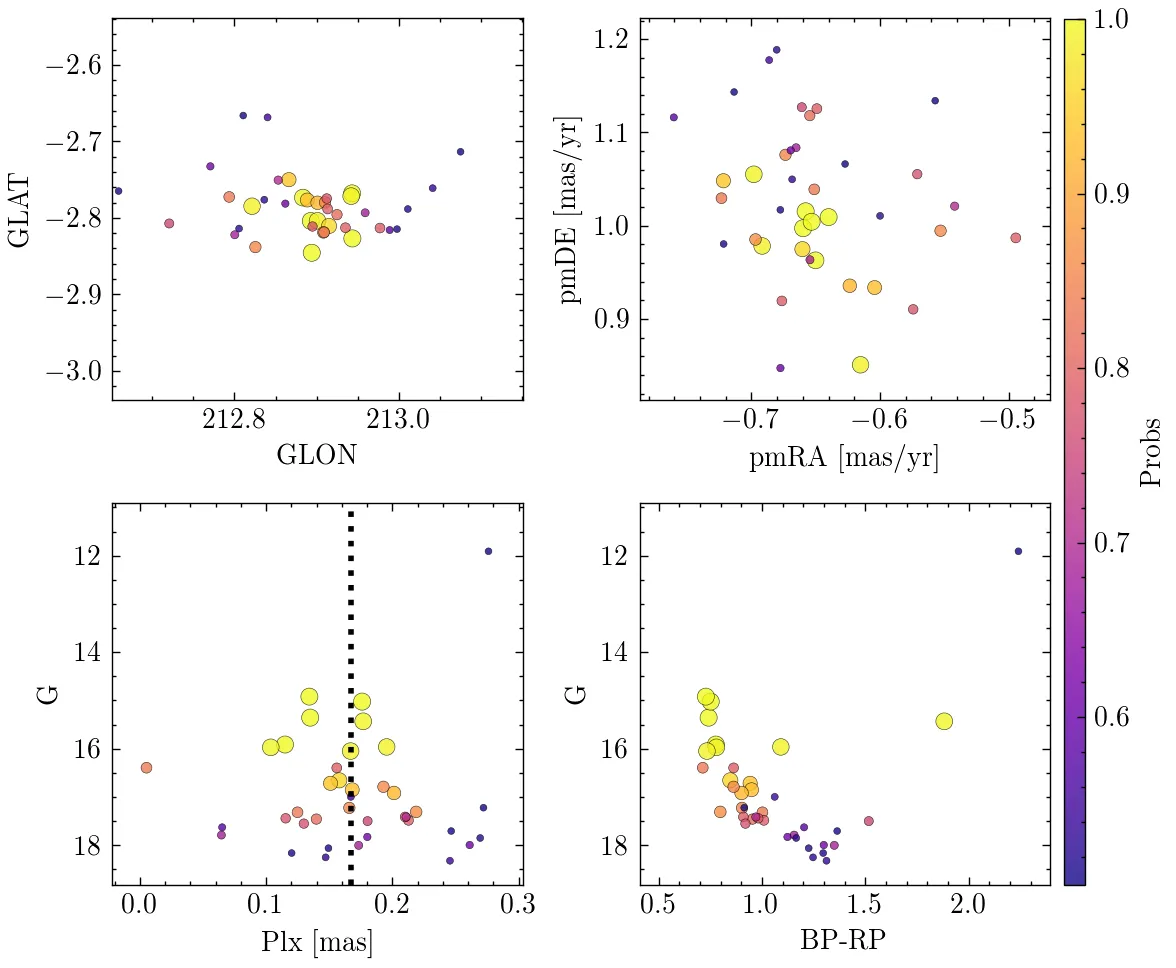 −2.6
−2.7
−2.8
−2.9
−3.0
GLAT
212.8 213.0
GLON
1.2
1.1
1.0
0.9
pmDE [mas/yr]
−0.7 −0.6 −0.5
pmRA [mas/yr]
1.0
0.9
0.8
0.7
0.6
Probs
12
14
16
18
G
0.0 0.1 0.2 0.3
Plx [mas]
12
14
16
18
G
0.5 1.0 1.5 2.0
BP-RP